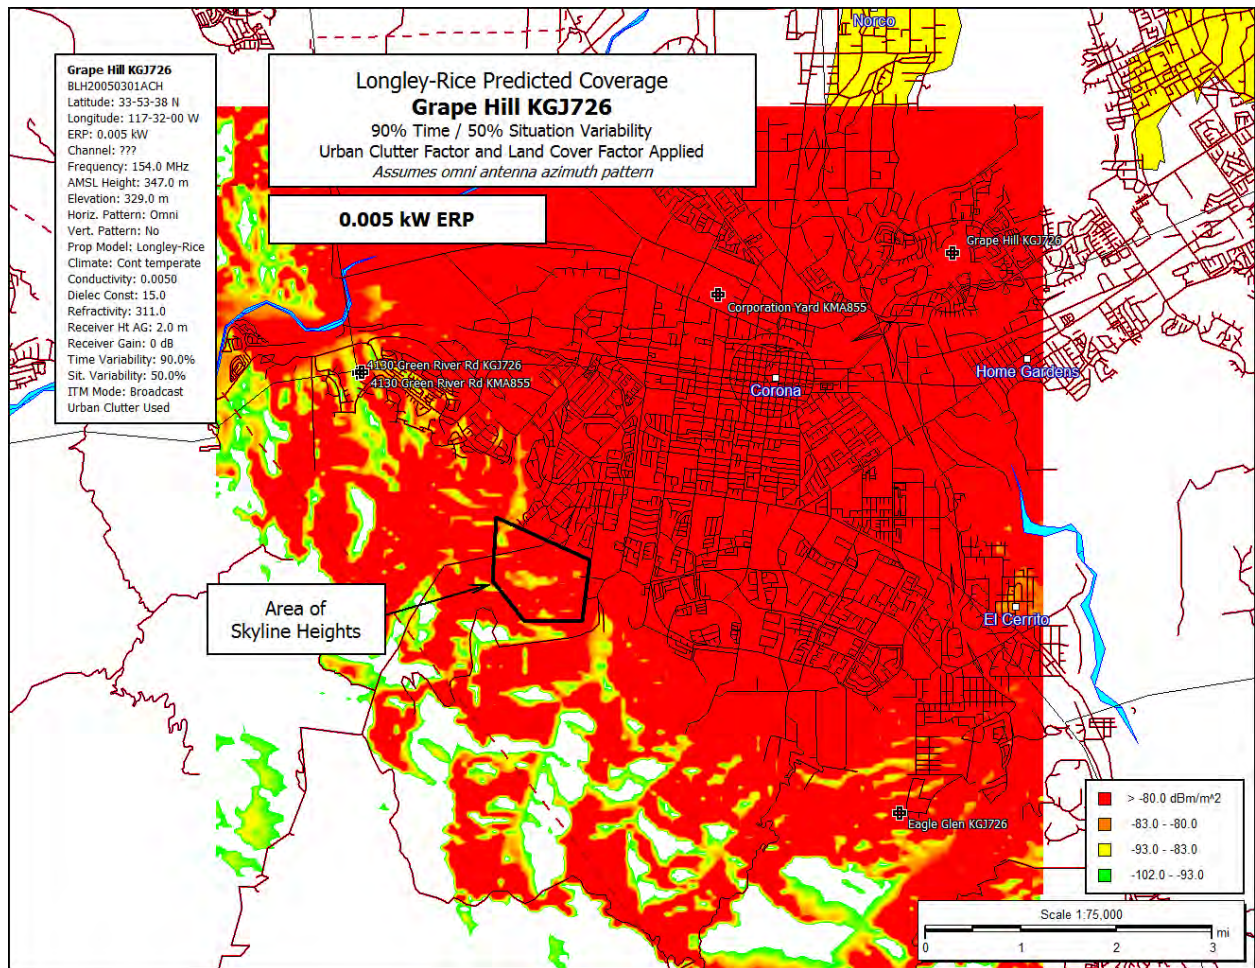 Norco
Grape Hill KGJ726
BLH20050301ACH
Latitude: 33-53-38 N
Longitude: 117-32-00 W
ERP: 0.005 kW
Channel: ???
Frequency: 154.0 MHz
AMSL Height: 347.0 m
Elevation: 329.0 m
Horiz. Pattern: Omni
Vert. Pattern: No
Prop Model: Longley-Rice
Climate: Cont temperate
Conductivity: 0.0050
Dielec Const: 15.0
Refractivity: 311.0
Receiver Ht AG: 2.0 m
Receiver Gain: 0 dB
Time Variability: 90.0%
Sit. Variability: 50.0%
ITM Mode: Broadcast
Urban Clutter Used
Longley-Rice Predicted Coverage
Grape Hill KGJ726
90% Time / 50% Situation Variability
Urban Clutter Factor and Land Cover Factor Applied
Assumes omni antenna azimuth pattern
0.005 kW ERP
Grape Hill KGJ726
Corporation Yard KMA855
4130 Green River Rd KGJ726
4130 Green River Rd KMA855
Home Gardens
Corona
Area of
Skyline Heights
El Cerrito
Eagle Glen KGJ726
> -80.0 dBm/m^2
-83.0 - -80.0
-93.0 - -83.0
-102.0 - -93.0
Scale 1:75,000
0 1 2 3 mi